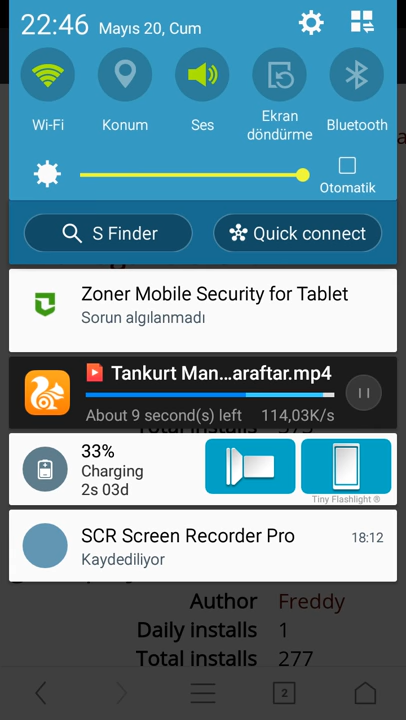 22:46 Mayıs 20, Cum
Wi-Fi
Konum
Ses
Ekran
döndürme
Bluetooth
Otomatik
S Finder
Quick connect
Zoner Mobile Security for Tablet
Sorun algılanmadı
Tankurt Man...araftar.mp4
About 9 second(s) left 114,03K/s
33%
Charging
2s 03d
Tiny Flashlight ®
SCR Screen Recorder Pro 18:12
Kaydediliyor
Author Freddy
Daily installs 1
Total installs 277
2